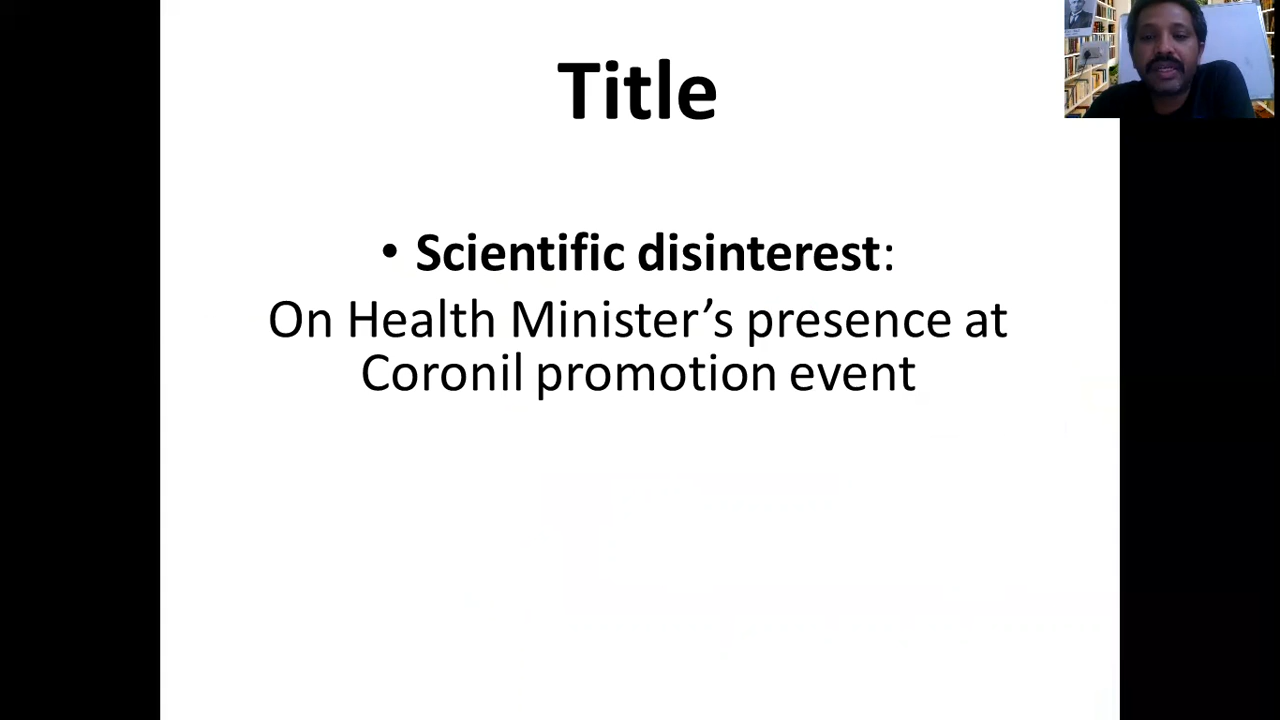 Title
• Scientific disinterest:
On Health Minister’s presence at
Coronil promotion event